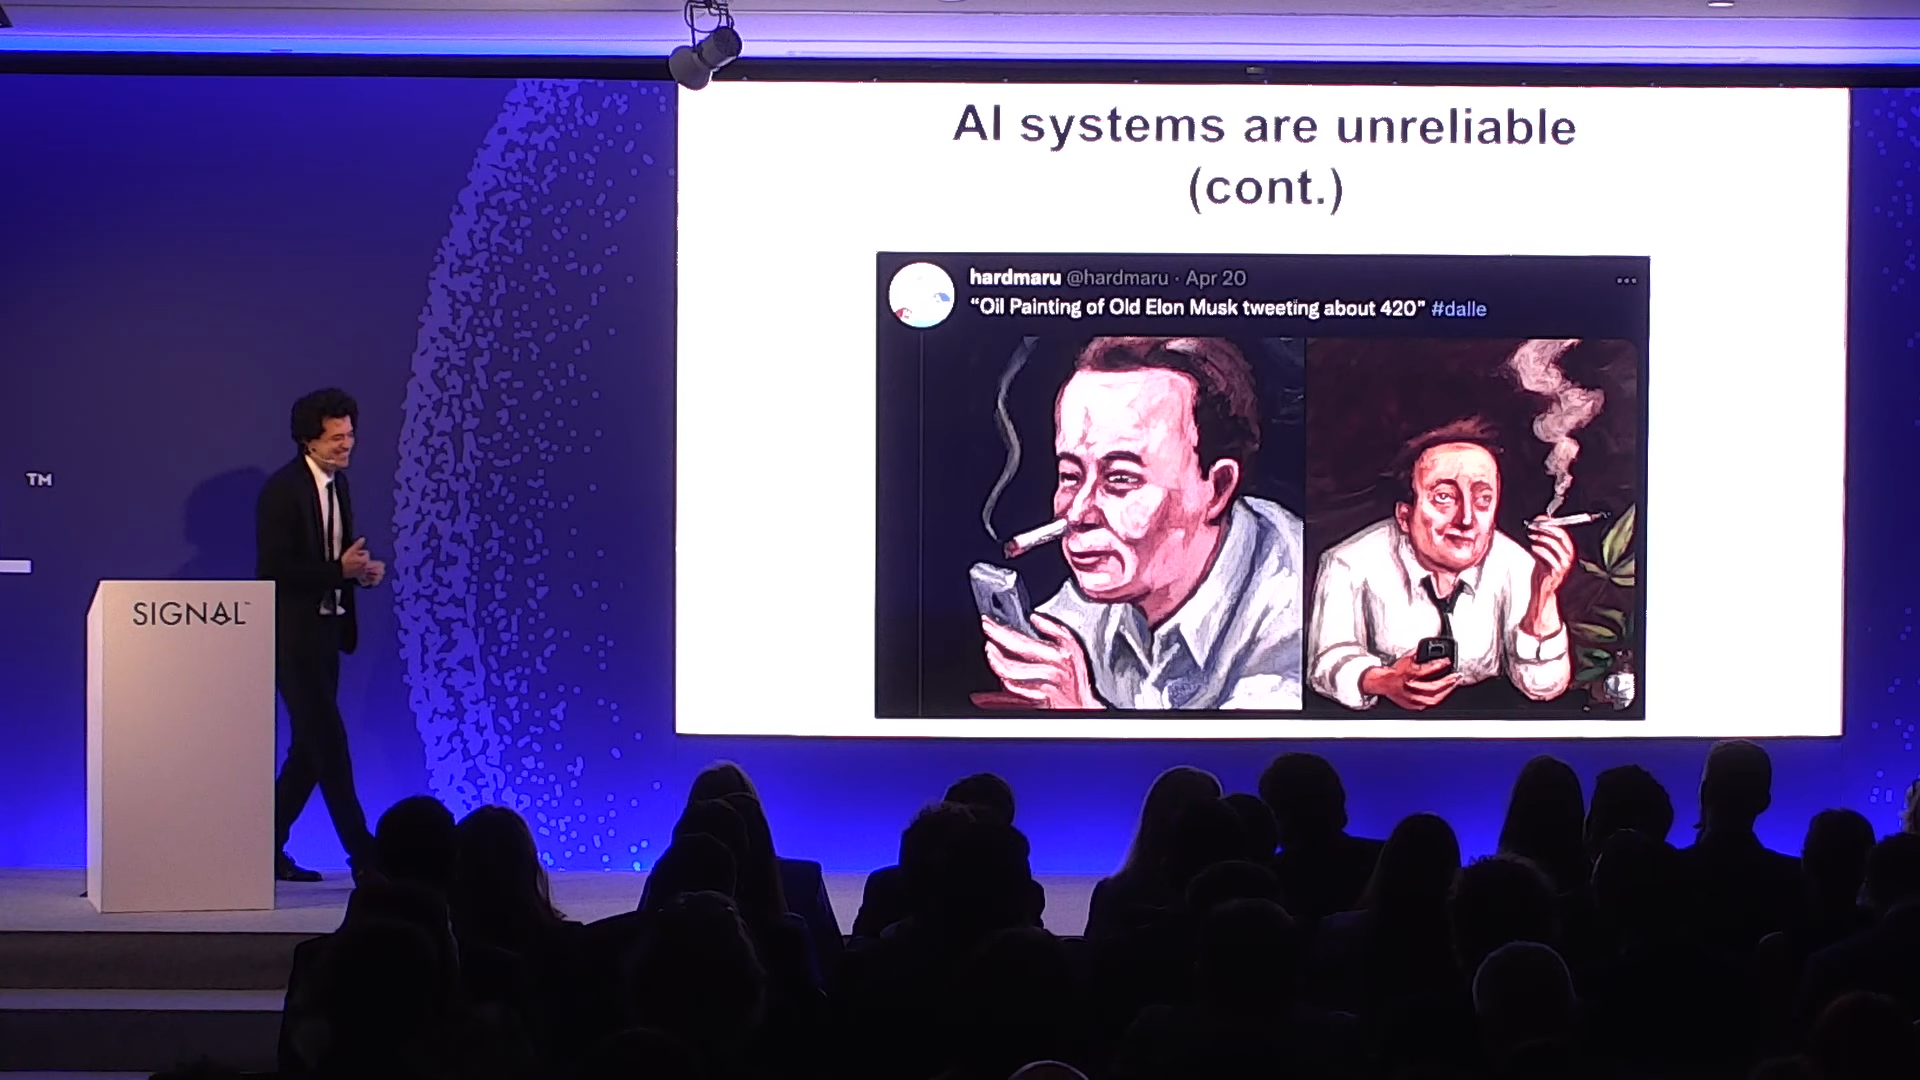 AI systems are unreliable
(cont.)
hardmaru @hardmaru · Apr 20
“Oil Painting of Old Elon Musk tweeting about 420” #dalle
TM
SIGNAL™